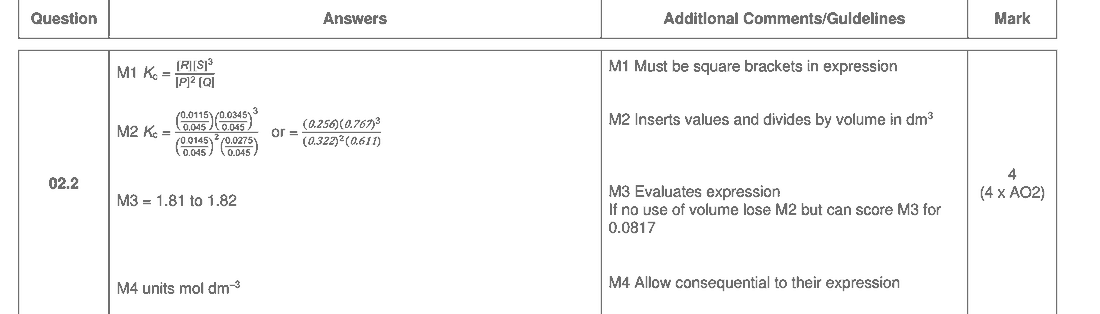 Question Answers Additional Comments/Guidelines Mark
M1 Kc = [R][S]³ / [P]² [Q]
M1 Must be square brackets in expression
M2 Kc = (0.0115/0.045)(0.0345/0.045)³ / (0.0145/0.045)²(0.0275/0.045) or = (0.256)(0.767)³ / (0.322)²(0.611)
M2 Inserts values and divides by volume in dm³
02.2
M3 = 1.81 to 1.82
M3 Evaluates expression
If no use of volume lose M2 but can score M3 for
0.0817
4
(4 x AO2)
M4 units mol dm⁻³
M4 Allow consequential to their expression